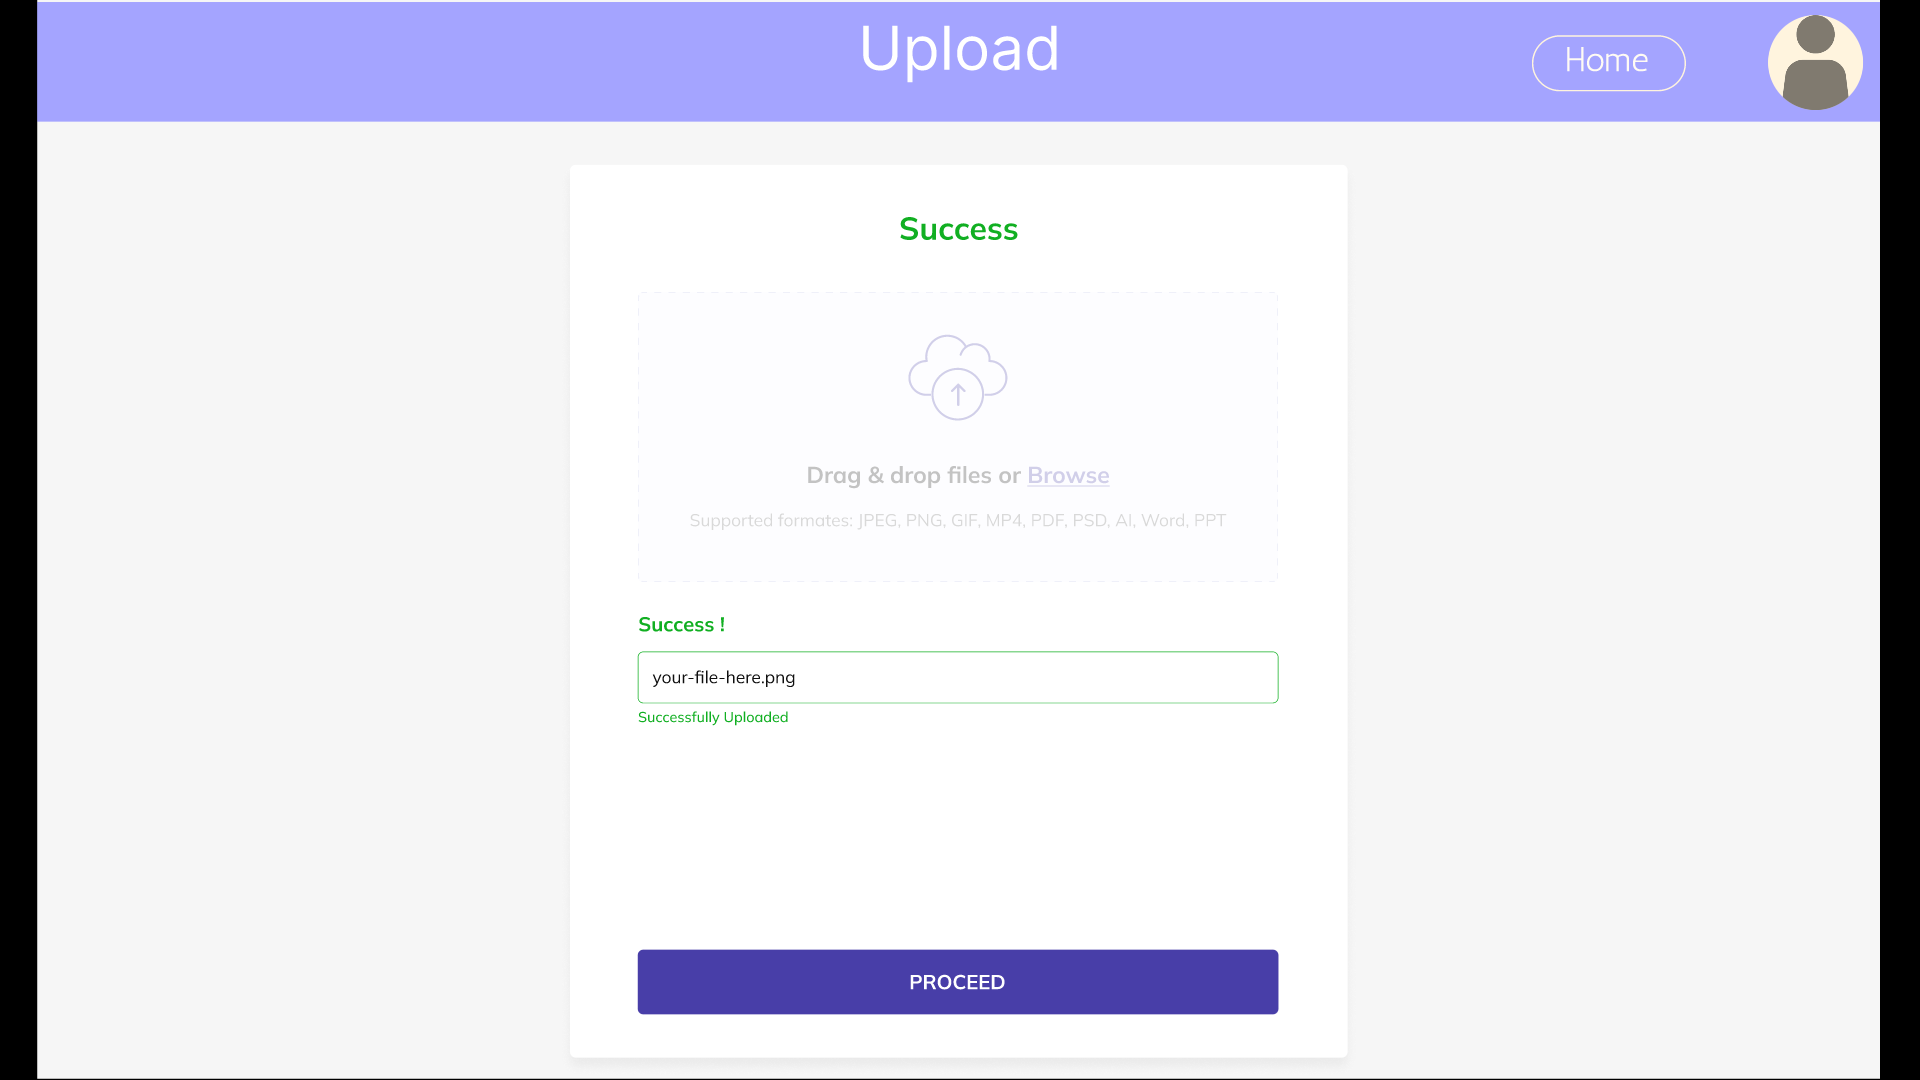 Upload
Home
Success
Drag & drop files or Browse
Supported formates: JPEG, PNG, GIF, MP4, PDF, PSD, AI, Word, PPT
Success !
your-file-here.png
Successfully Uploaded
PROCEED